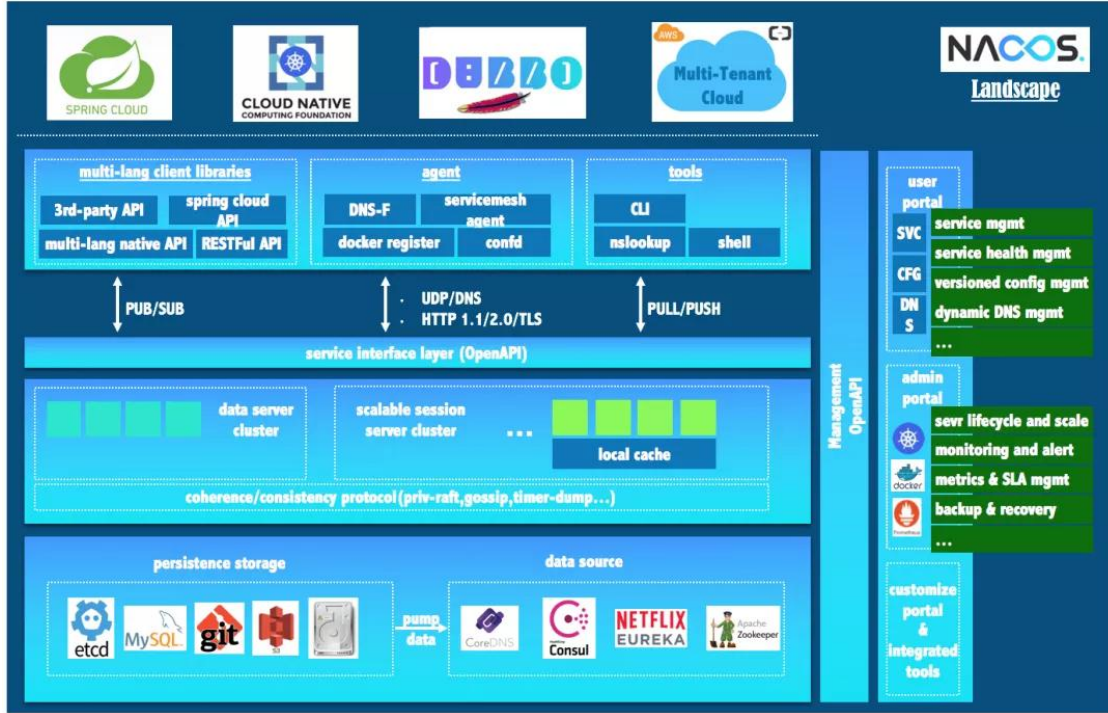 SPRING CLOUD
CLOUD NATIVE
COMPUTING FOUNDATION
AWS
Multi-Tenant
Cloud
NACOS.
Landscape
multi-lang client libraries
3rd-party API
spring cloud
API
multi-lang native API
RESTFul API
agent
DNS-F
servicemesh
agent
docker register
confd
tools
CLI
nslookup
shell
PUB/SUB
· UDP/DNS
· HTTP 1.1/2.0/TLS
PULL/PUSH
service interface layer (OpenAPI)
data server
cluster
scalable session
server cluster
...
local cache
coherence/consistency protocol(priv-raft,gossip,timer-dump...)
persistence storage
etcd
MySQL
git
S3
pump
data
data source
CoreDNS
Consul
NETFLIX
EUREKA
Apache
Zookeeper
Management
OpenAPI
user
portal
SVC
CFG
DN
S
service mgmt
service health mgmt
versioned config mgmt
dynamic DNS mgmt
...
admin
portal
docker
Prometheus
sevr lifecycle and scale
monitoring and alert
metrics & SLA mgmt
backup & recovery
...
customize
portal
&
integrated
tools